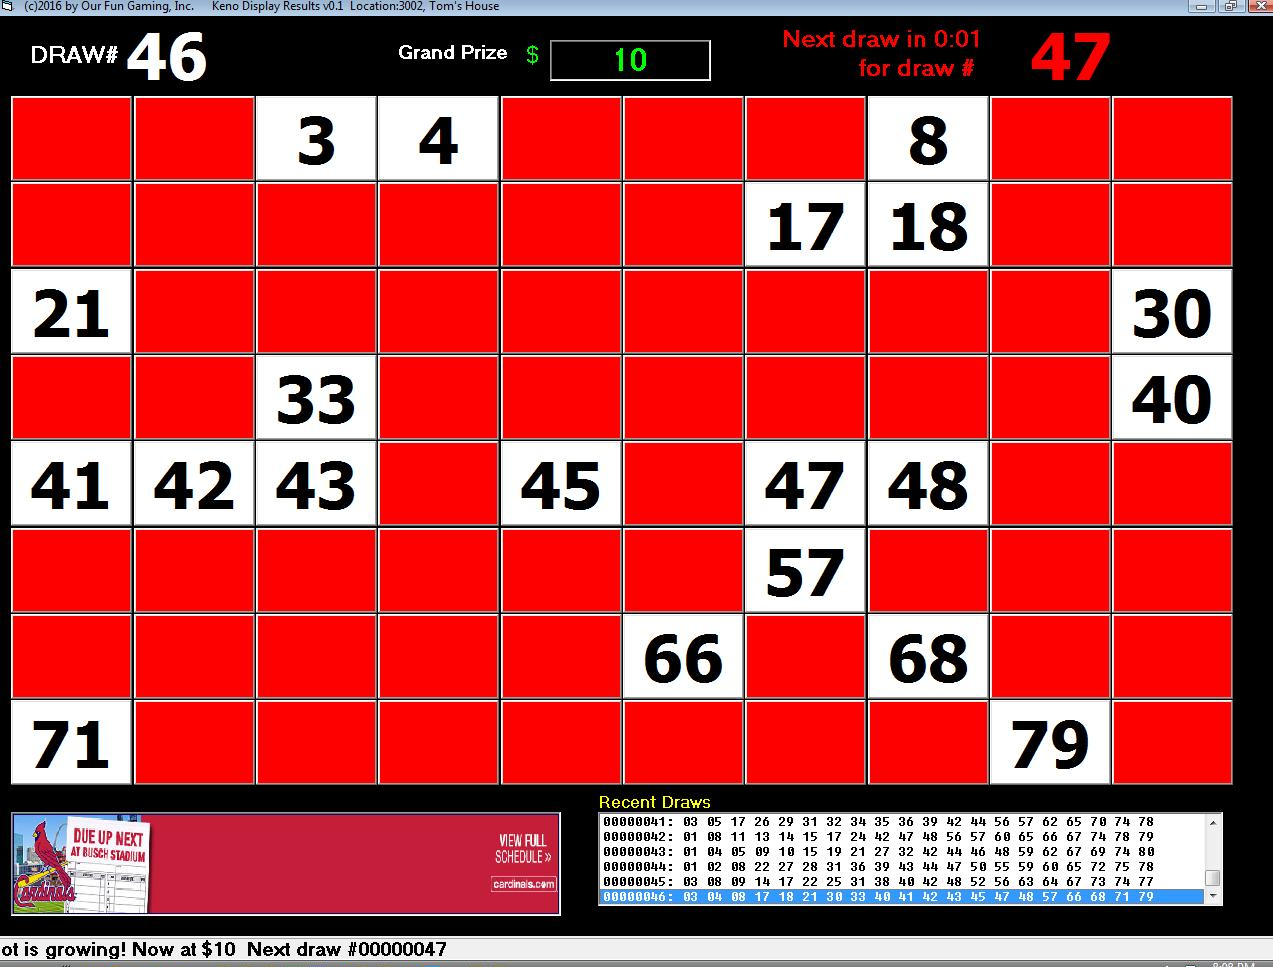 (c)2016 by Our Fun Gaming, Inc. Keno Display Results v0.1 Location:3002, Tom's House
DRAW# 46
Grand Prize $ 10
Next draw in 0:01
for draw # 47
3 4 8
17 18
21 30
33 40
41 42 43 45 47 48
57
66 68
71 79
Recent Draws
00000041: 03 05 17 26 29 31 32 34 35 36 39 42 44 56 57 62 65 70 74 78
00000042: 01 08 11 13 14 15 17 24 42 47 48 56 57 60 65 66 67 74 78 79
00000043: 01 04 05 09 10 15 19 21 27 32 42 44 46 48 59 62 67 69 74 80
00000044: 01 02 08 22 27 28 31 36 39 43 44 47 50 55 59 60 65 72 75 78
00000045: 03 08 09 14 17 22 25 31 38 40 42 48 52 56 63 64 67 73 74 77
00000046: 03 04 08 17 18 21 30 33 40 41 42 43 45 47 48 57 66 68 71 79
DUE UP NEXT
AT BUSCH STADIUM
Cardinals
VIEW FULL
SCHEDULE »
cardinals.com
ot is growing! Now at $10 Next draw #00000047